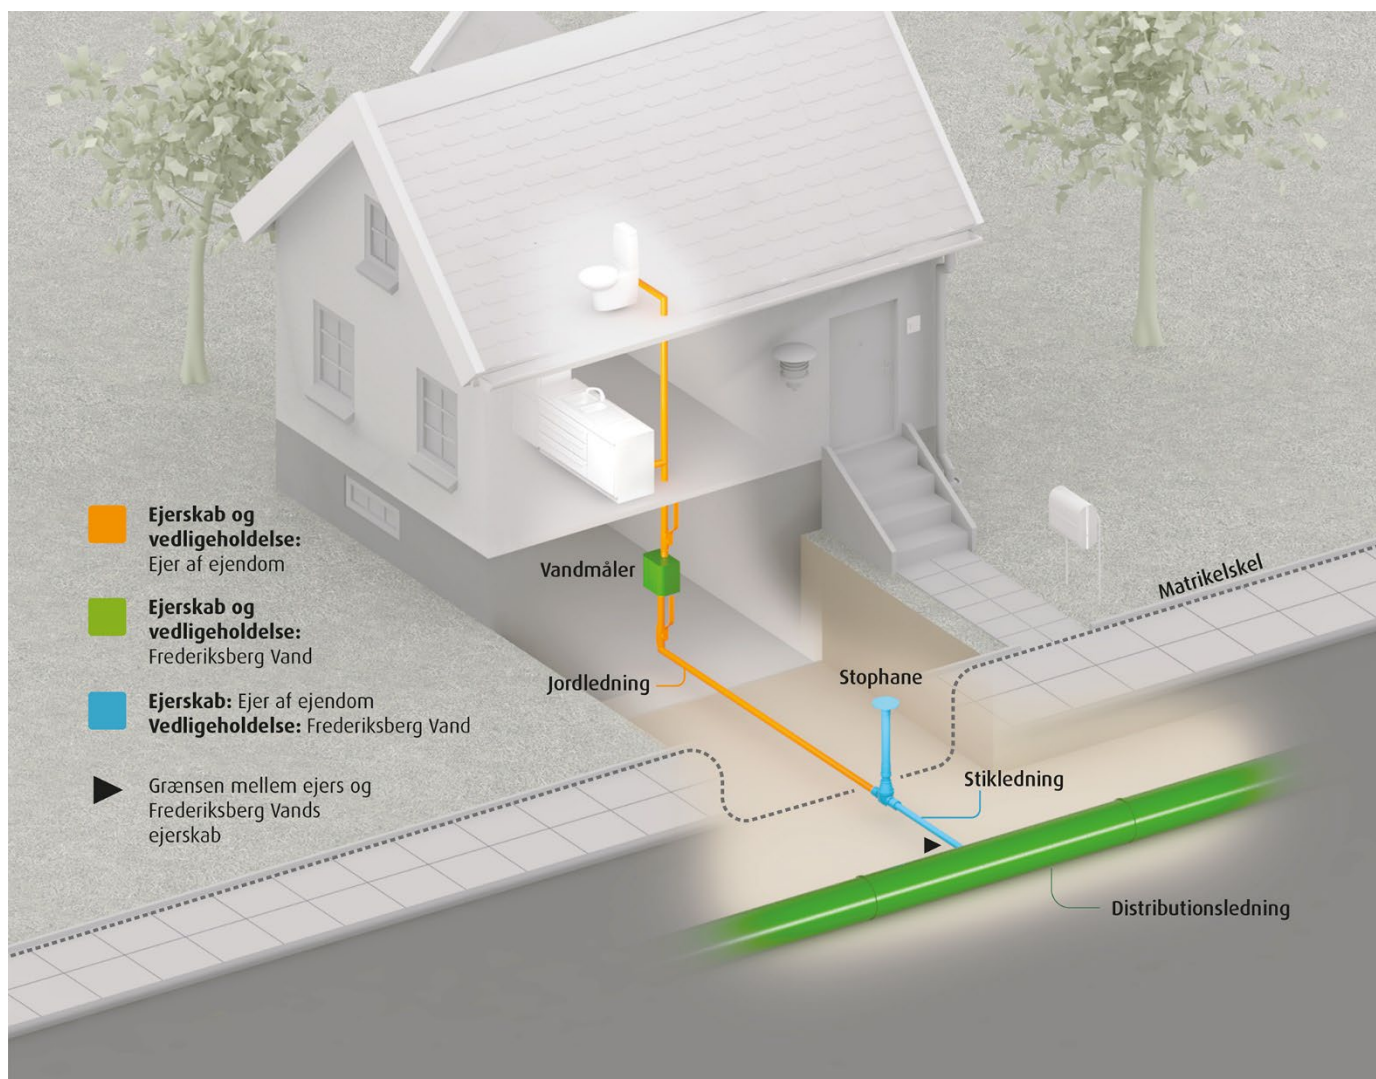 Ejerskab og
vedligeholdelse:
Ejer af ejendom
Ejerskab og
vedligeholdelse:
Frederiksberg Vand
Ejerskab: Ejer af ejendom
Vedligeholdelse: Frederiksberg Vand
Grænsen mellem ejers og
Frederiksberg Vands
ejerskab
Vandmåler
Jordledning
Stophane
Matrikelskel
Stikledning
Distributionsledning